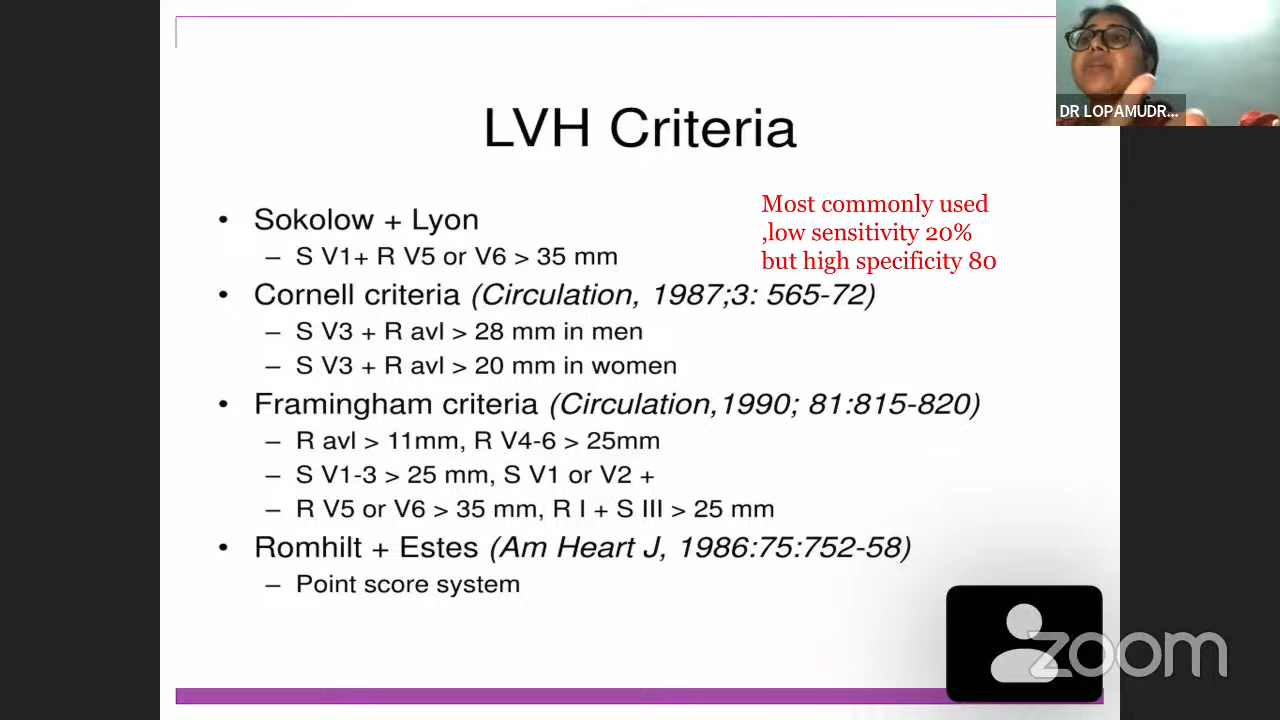 DR LOPAMUDR...
LVH Criteria
Most commonly used
,low sensitivity 20%
but high specificity 80
• Sokolow + Lyon
– S V1+ R V5 or V6 > 35 mm
• Cornell criteria (Circulation, 1987;3: 565-72)
– S V3 + R avl > 28 mm in men
– S V3 + R avl > 20 mm in women
• Framingham criteria (Circulation,1990; 81:815-820)
– R avl > 11mm, R V4-6 > 25mm
– S V1-3 > 25 mm, S V1 or V2 +
– R V5 or V6 > 35 mm, R I + S III > 25 mm
• Romhilt + Estes (Am Heart J, 1986:75:752-58)
– Point score system
zoom